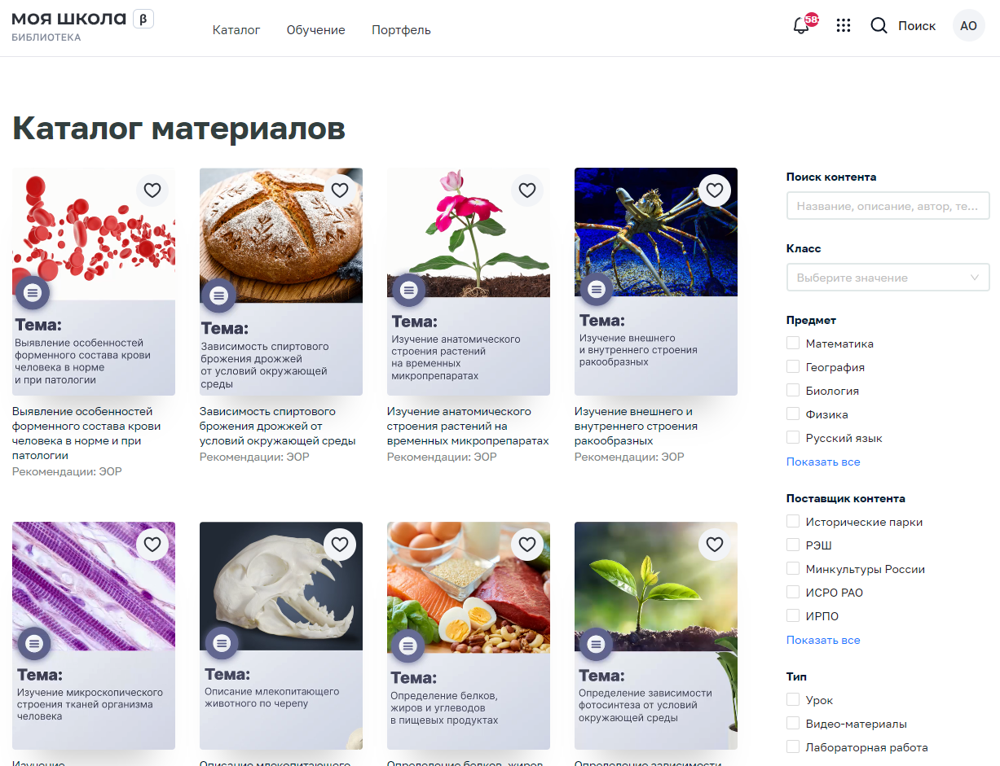 МОЯ ШКОЛА β
БИБЛИОТЕКА
Каталог
Обучение
Портфель
58
Поиск
АО
Каталог материалов
Тема:
Выявление особенностей
форменного состава крови
человека в норме
и при патологии
Выявление особенностей
форменного состава крови
человека в норме и при
патологии
Рекомендации: ЭОР
Тема:
Зависимость спиртового
брожения дрожжей
от условий окружающей
среды
Зависимость спиртового
брожения дрожжей от
условий окружающей среды
Рекомендации: ЭОР
Тема:
Изучение анатомического
строения растений
на временных
микропрепаратах
Изучение анатомического
строения растений на
временных микропрепаратах
Рекомендации: ЭОР
Тема:
Изучение внешнего
и внутреннего строения
ракообразных
Изучение внешнего и
внутреннего строения
ракообразных
Рекомендации: ЭОР
Тема:
Изучение микроскопического
строения тканей организма
человека
Изучение
Тема:
Описание млекопитающего
животного по черепу
Описание млекопитающего
Тема:
Определение белков,
жиров и углеводов
в пищевых продуктах
Определение белков, жиров
Тема:
Определение зависимости
фотосинтеза от условий
окружающей среды
Определение зависимости
Поиск контента
Название, описание, автор, те...
Класс
Выберите значение
Предмет
Математика
География
Биология
Физика
Русский язык
Показать все
Поставщик контента
Исторические парки
РЭШ
Минкультуры России
ИСРО РАО
ИРПО
Показать все
Тип
Урок
Видео-материалы
Лабораторная работа